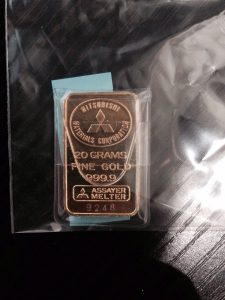 MITSUBISHI
MATERIALS CORPORATION
20 GRAMS
FINE GOLD
999.9
ASSAYER
MELTER
9248